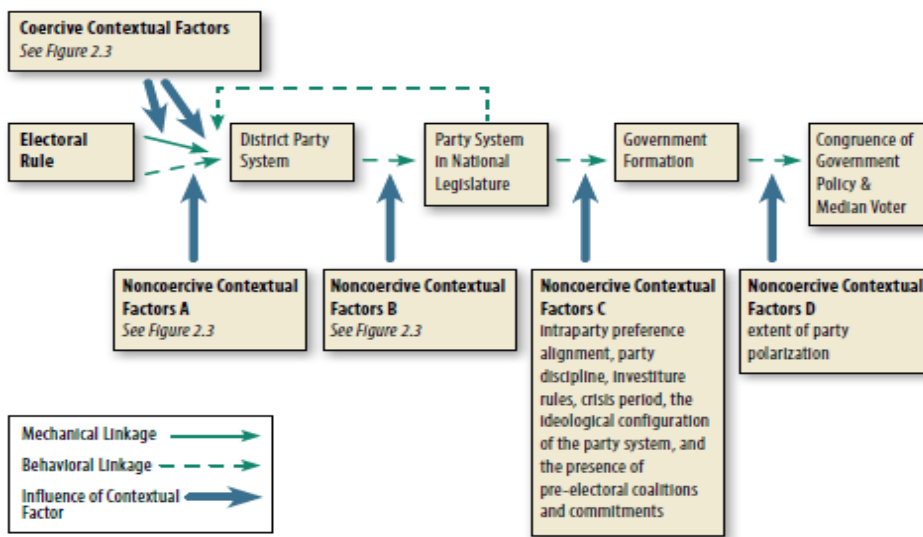 Coercive Contextual Factors
See Figure 2.3
Electoral
Rule
District Party
System
Party System
in National
Legislature
Government
Formation
Congruence of
Government
Policy &
Median Voter
Noncoercive Contextual
Factors A
See Figure 2.3
Noncoercive Contextual
Factors B
See Figure 2.3
Noncoercive Contextual
Factors C
intraparty preference
alignment, party
discipline, investiture
rules, crisis period, the
ideological configuration
of the party system, and
the presence of
pre-electoral coalitions
and commitments
Noncoercive Contextual
Factors D
extent of party
polarization
Mechanical Linkage
Behavioral Linkage
Influence of Contextual
Factor